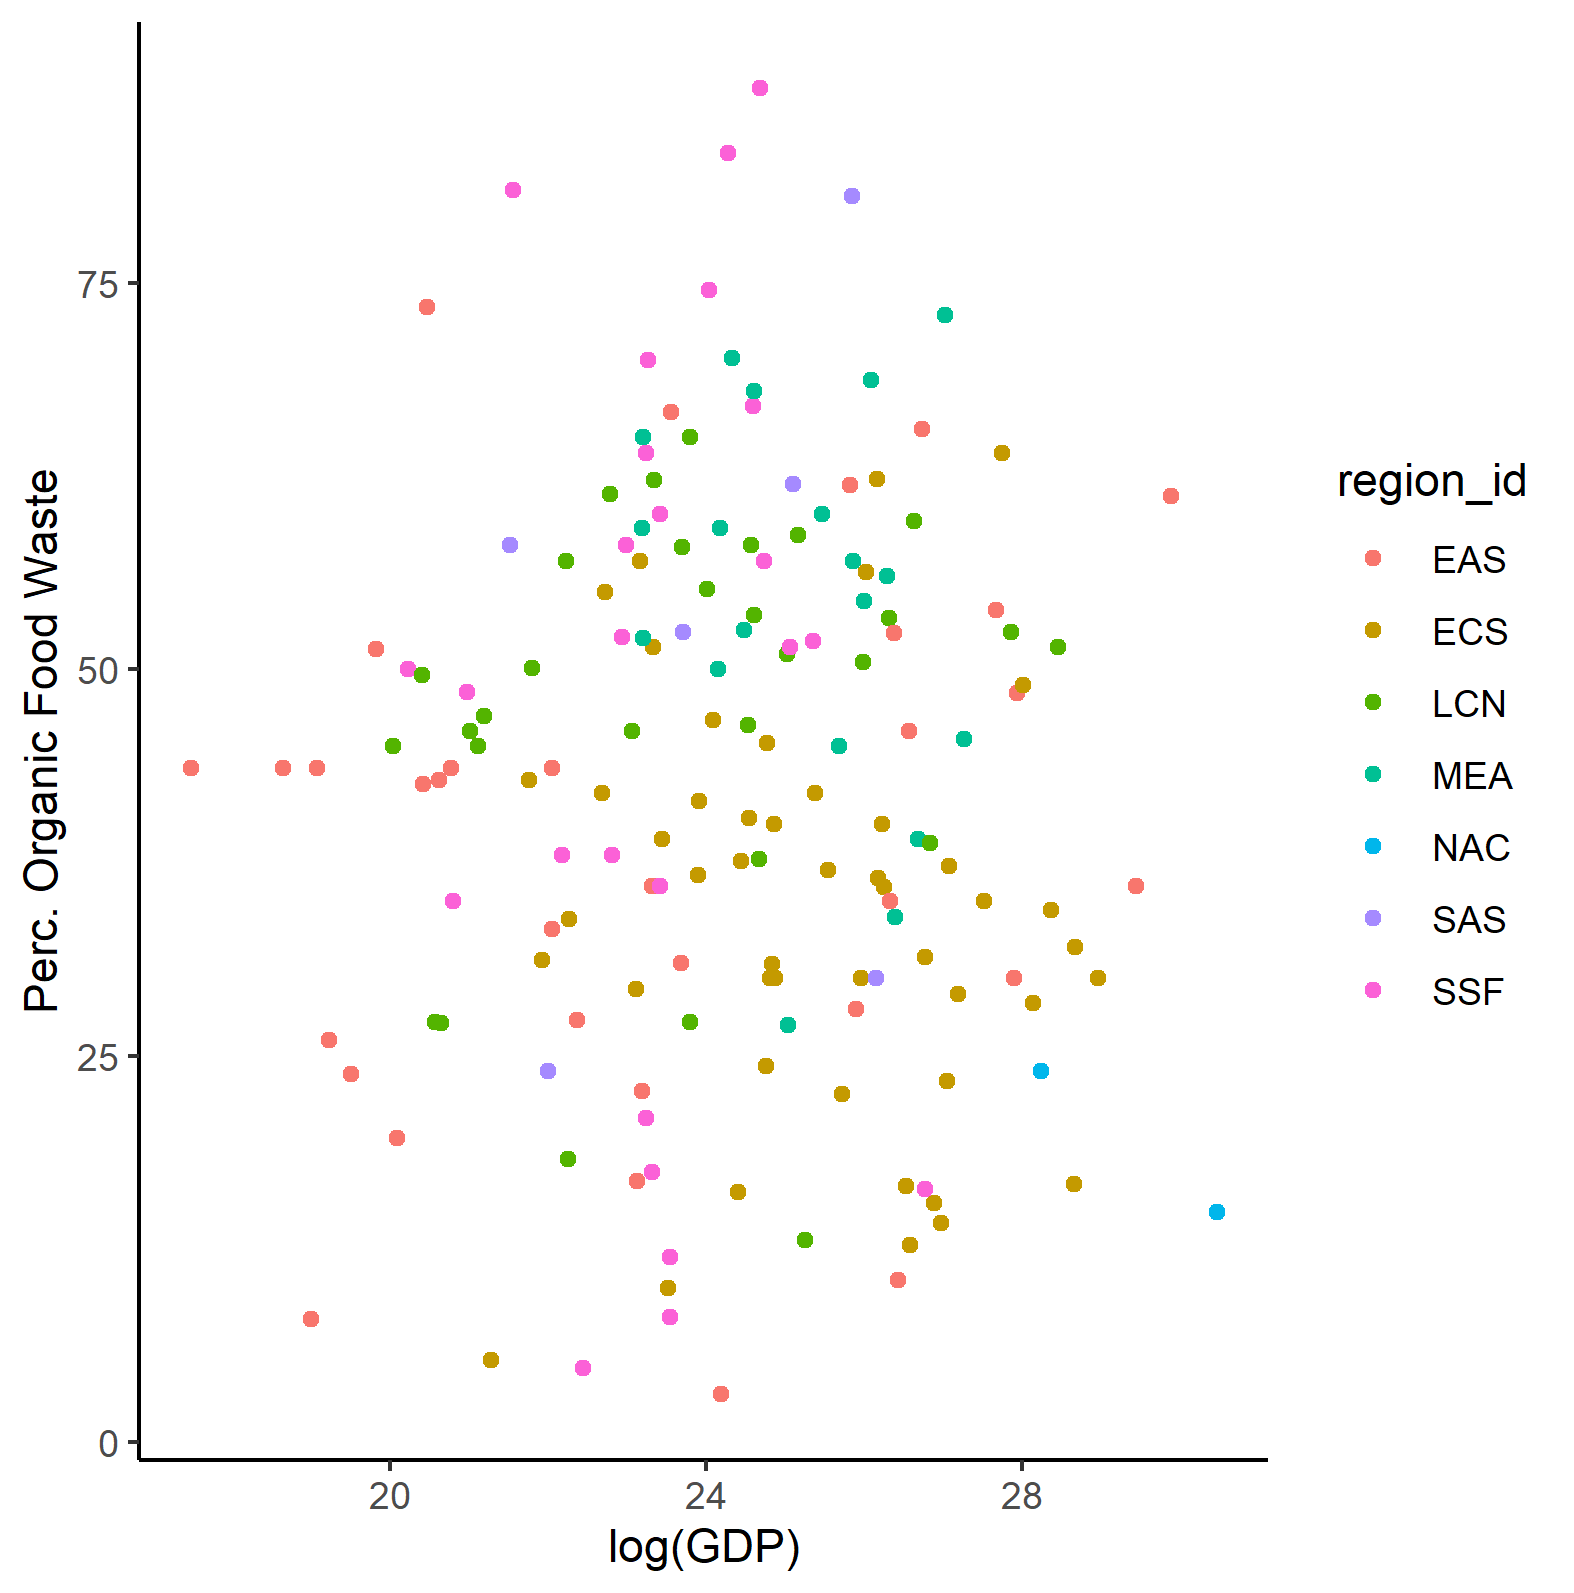 Perc. Organic Food Waste
75
50
25
0
20 24 28
log(GDP)
region_id
EAS
ECS
LCN
MEA
NAC
SAS
SSF